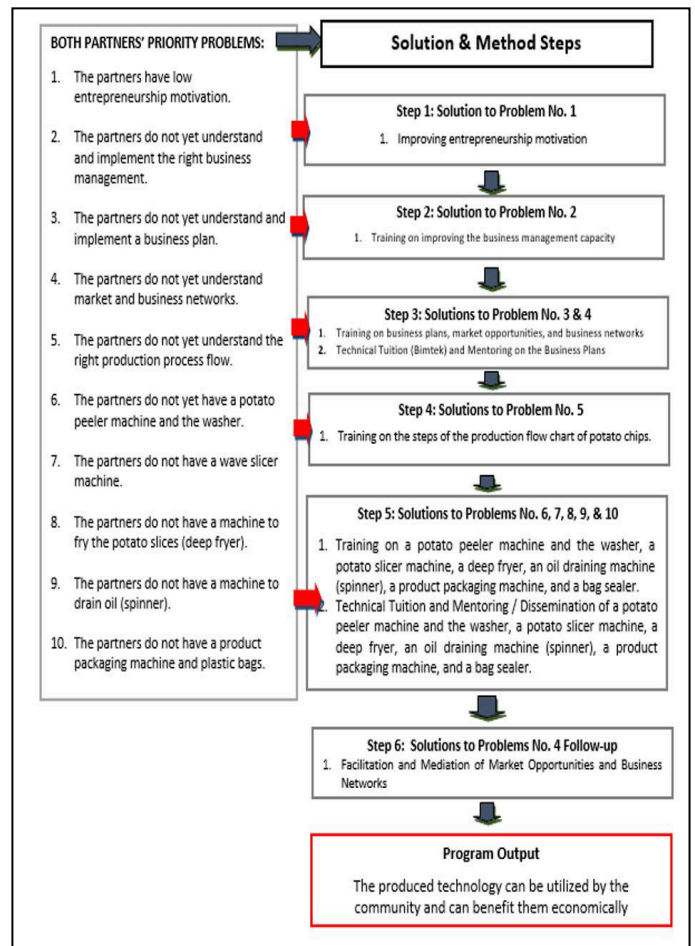 BOTH PARTNERS' PRIORITY PROBLEMS:
1. The partners have low
entrepreneurship motivation.
2. The partners do not yet understand
and implement the right business
management.
3. The partners do not yet understand and
implement a business plan.
4. The partners do not yet understand
market and business networks.
5. The partners do not yet understand the
right production process flow.
6. The partners do not yet have a potato
peeler machine and the washer.
7. The partners do not have a wave slicer
machine.
8. The partners do not have a machine to
fry the potato slices (deep fryer).
9. The partners do not have a machine to
drain oil (spinner).
10. The partners do not have a product
packaging machine and plastic bags.
Solution & Method Steps
Step 1: Solution to Problem No. 1
1. Improving entrepreneurship motivation
Step 2: Solution to Problem No. 2
1. Training on improving the business management capacity
Step 3: Solutions to Problem No. 3 & 4
1. Training on business plans, market opportunities, and business networks
2. Technical Tuition (Bimtek) and Mentoring on the Business Plans
Step 4: Solutions to Problem No. 5
1. Training on the steps of the production flow chart of potato chips.
Step 5: Solutions to Problems No. 6, 7, 8, 9, & 10
1. Training on a potato peeler machine and the washer, a
potato slicer machine, a deep fryer, an oil draining machine
(spinner), a product packaging machine, and a bag sealer.
2. Technical Tuition and Mentoring / Dissemination of a potato
peeler machine and the washer, a potato slicer machine, a
deep fryer, an oil draining machine (spinner), a product
packaging machine, and a bag sealer.
Step 6: Solutions to Problems No. 4 Follow-up
1. Facilitation and Mediation of Market Opportunities and Business
Networks
Program Output
The produced technology can be utilized by the
community and can benefit them economically